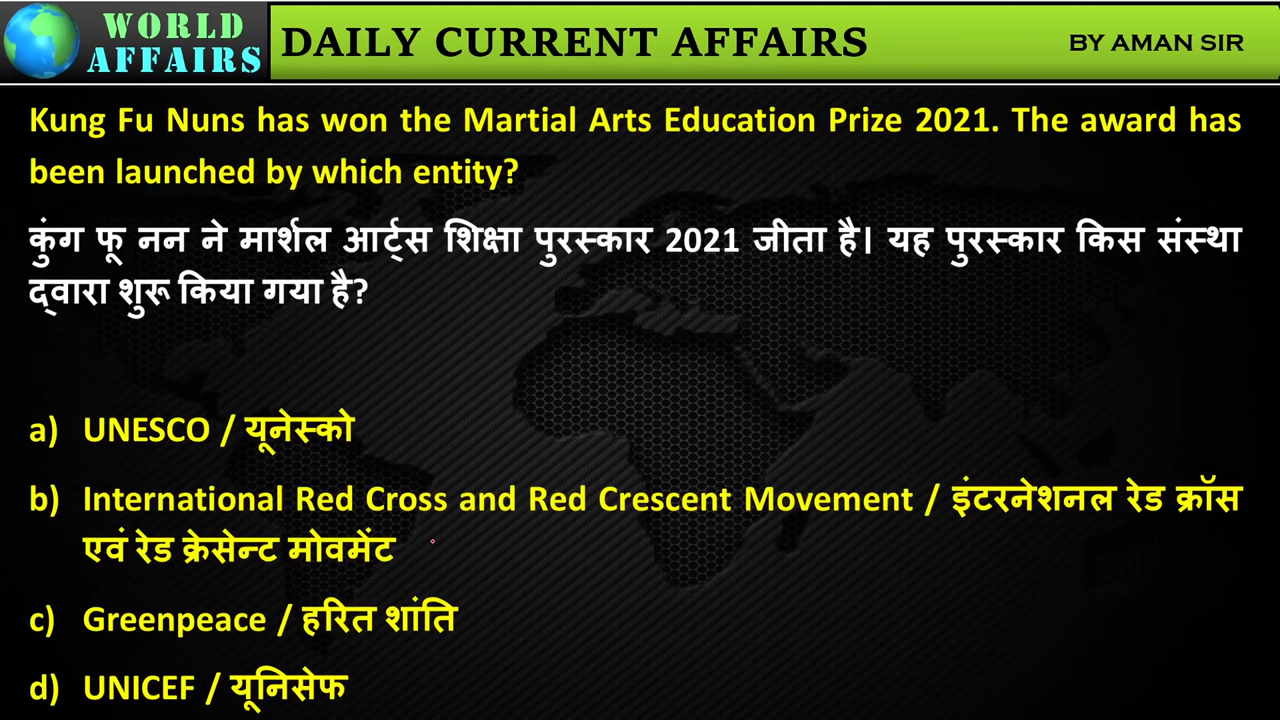 WORLD
AFFAIRS
DAILY CURRENT AFFAIRS
BY AMAN SIR
Kung Fu Nuns has won the Martial Arts Education Prize 2021. The award has
been launched by which entity?
कुंग फू नन ने मार्शल आर्ट्स शिक्षा पुरस्कार 2021 जीता है। यह पुरस्कार किस संस्था
द्वारा शुरू किया गया है?
a) UNESCO / यूनेस्को
b) International Red Cross and Red Crescent Movement / इंटरनेशनल रेड क्रॉस
एवं रेड क्रेसेन्ट मोवमेंट
c) Greenpeace / हरित शांति
d) UNICEF / यूनिसेफ